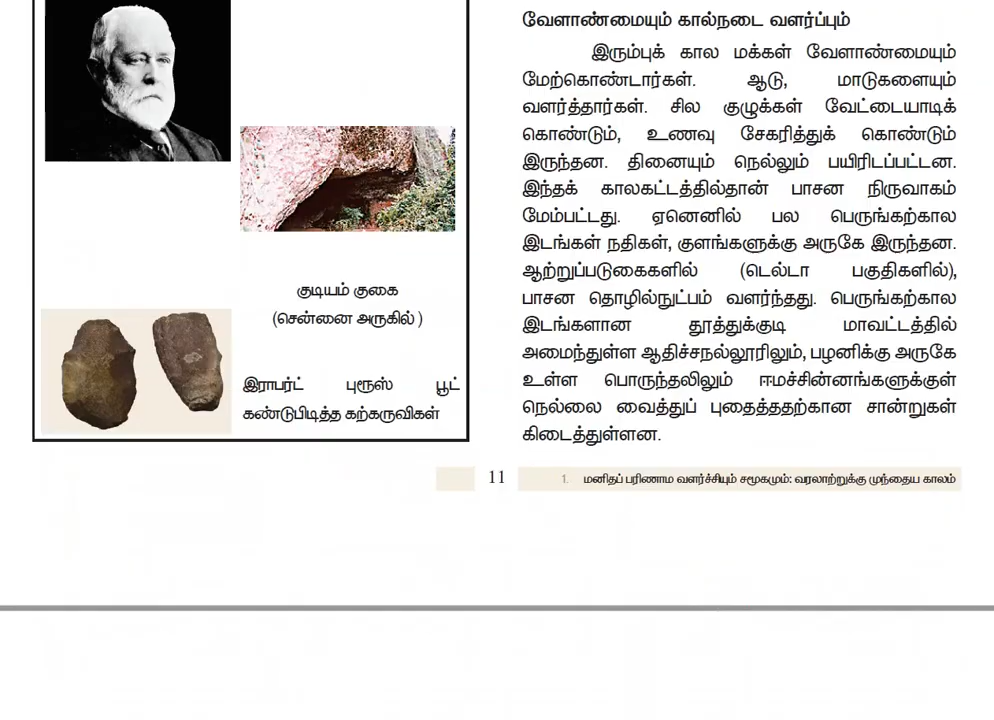 குடியம் குகை
(சென்னை அருகில் )
இராபர்ட் புரூஸ் பூட்
கண்டுபிடித்த கற்கருவிகள்
வேளாண்மையும் கால்நடை வளர்ப்பும்
இரும்புக் கால மக்கள் வேளாண்மையும்
மேற்கொண்டார்கள். ஆடு, மாடுகளையும்
வளர்த்தார்கள். சில குழுக்கள் வேட்டையாடிக்
கொண்டும், உணவு சேகரித்துக் கொண்டும்
இருந்தன. தினையும் நெல்லும் பயிரிடப்பட்டன.
இந்தக் காலகட்டத்தில்தான் பாசன நிருவாகம்
மேம்பட்டது. ஏனெனில் பல பெருங்கற்கால
இடங்கள் நதிகள், குளங்களுக்கு அருகே இருந்தன.
ஆற்றுப்படுகைகளில் (டெல்டா பகுதிகளில்),
பாசன தொழில்நுட்பம் வளர்ந்தது. பெருங்கற்கால
இடங்களான தூத்துக்குடி மாவட்டத்தில்
அமைந்துள்ள ஆதிச்சநல்லூரிலும், பழனிக்கு அருகே
உள்ள பொருந்தலிலும் ஈமச்சின்னங்களுக்குள்
நெல்லை வைத்துப் புதைத்ததற்கான சான்றுகள்
கிடைத்துள்ளன.
11 1. மனிதப் பரிணாம வளர்ச்சியும் சமூகமும்: வரலாற்றுக்கு முந்தைய காலம்